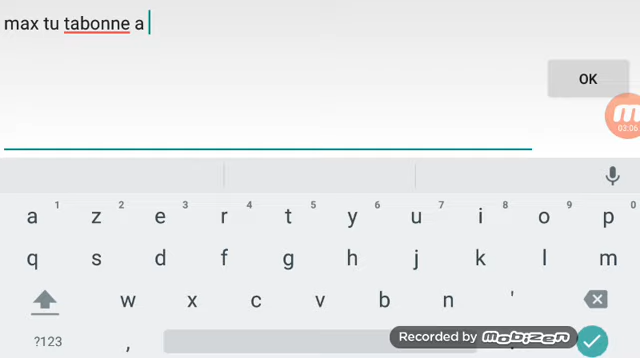 max tu tabonne a
OK
03:06
1 2 3 4 5 6 7 8 9 0
a z e r t y u i o p
q s d f g h j k l m
w x c v b n '
?123 , .
Recorded by mobizen